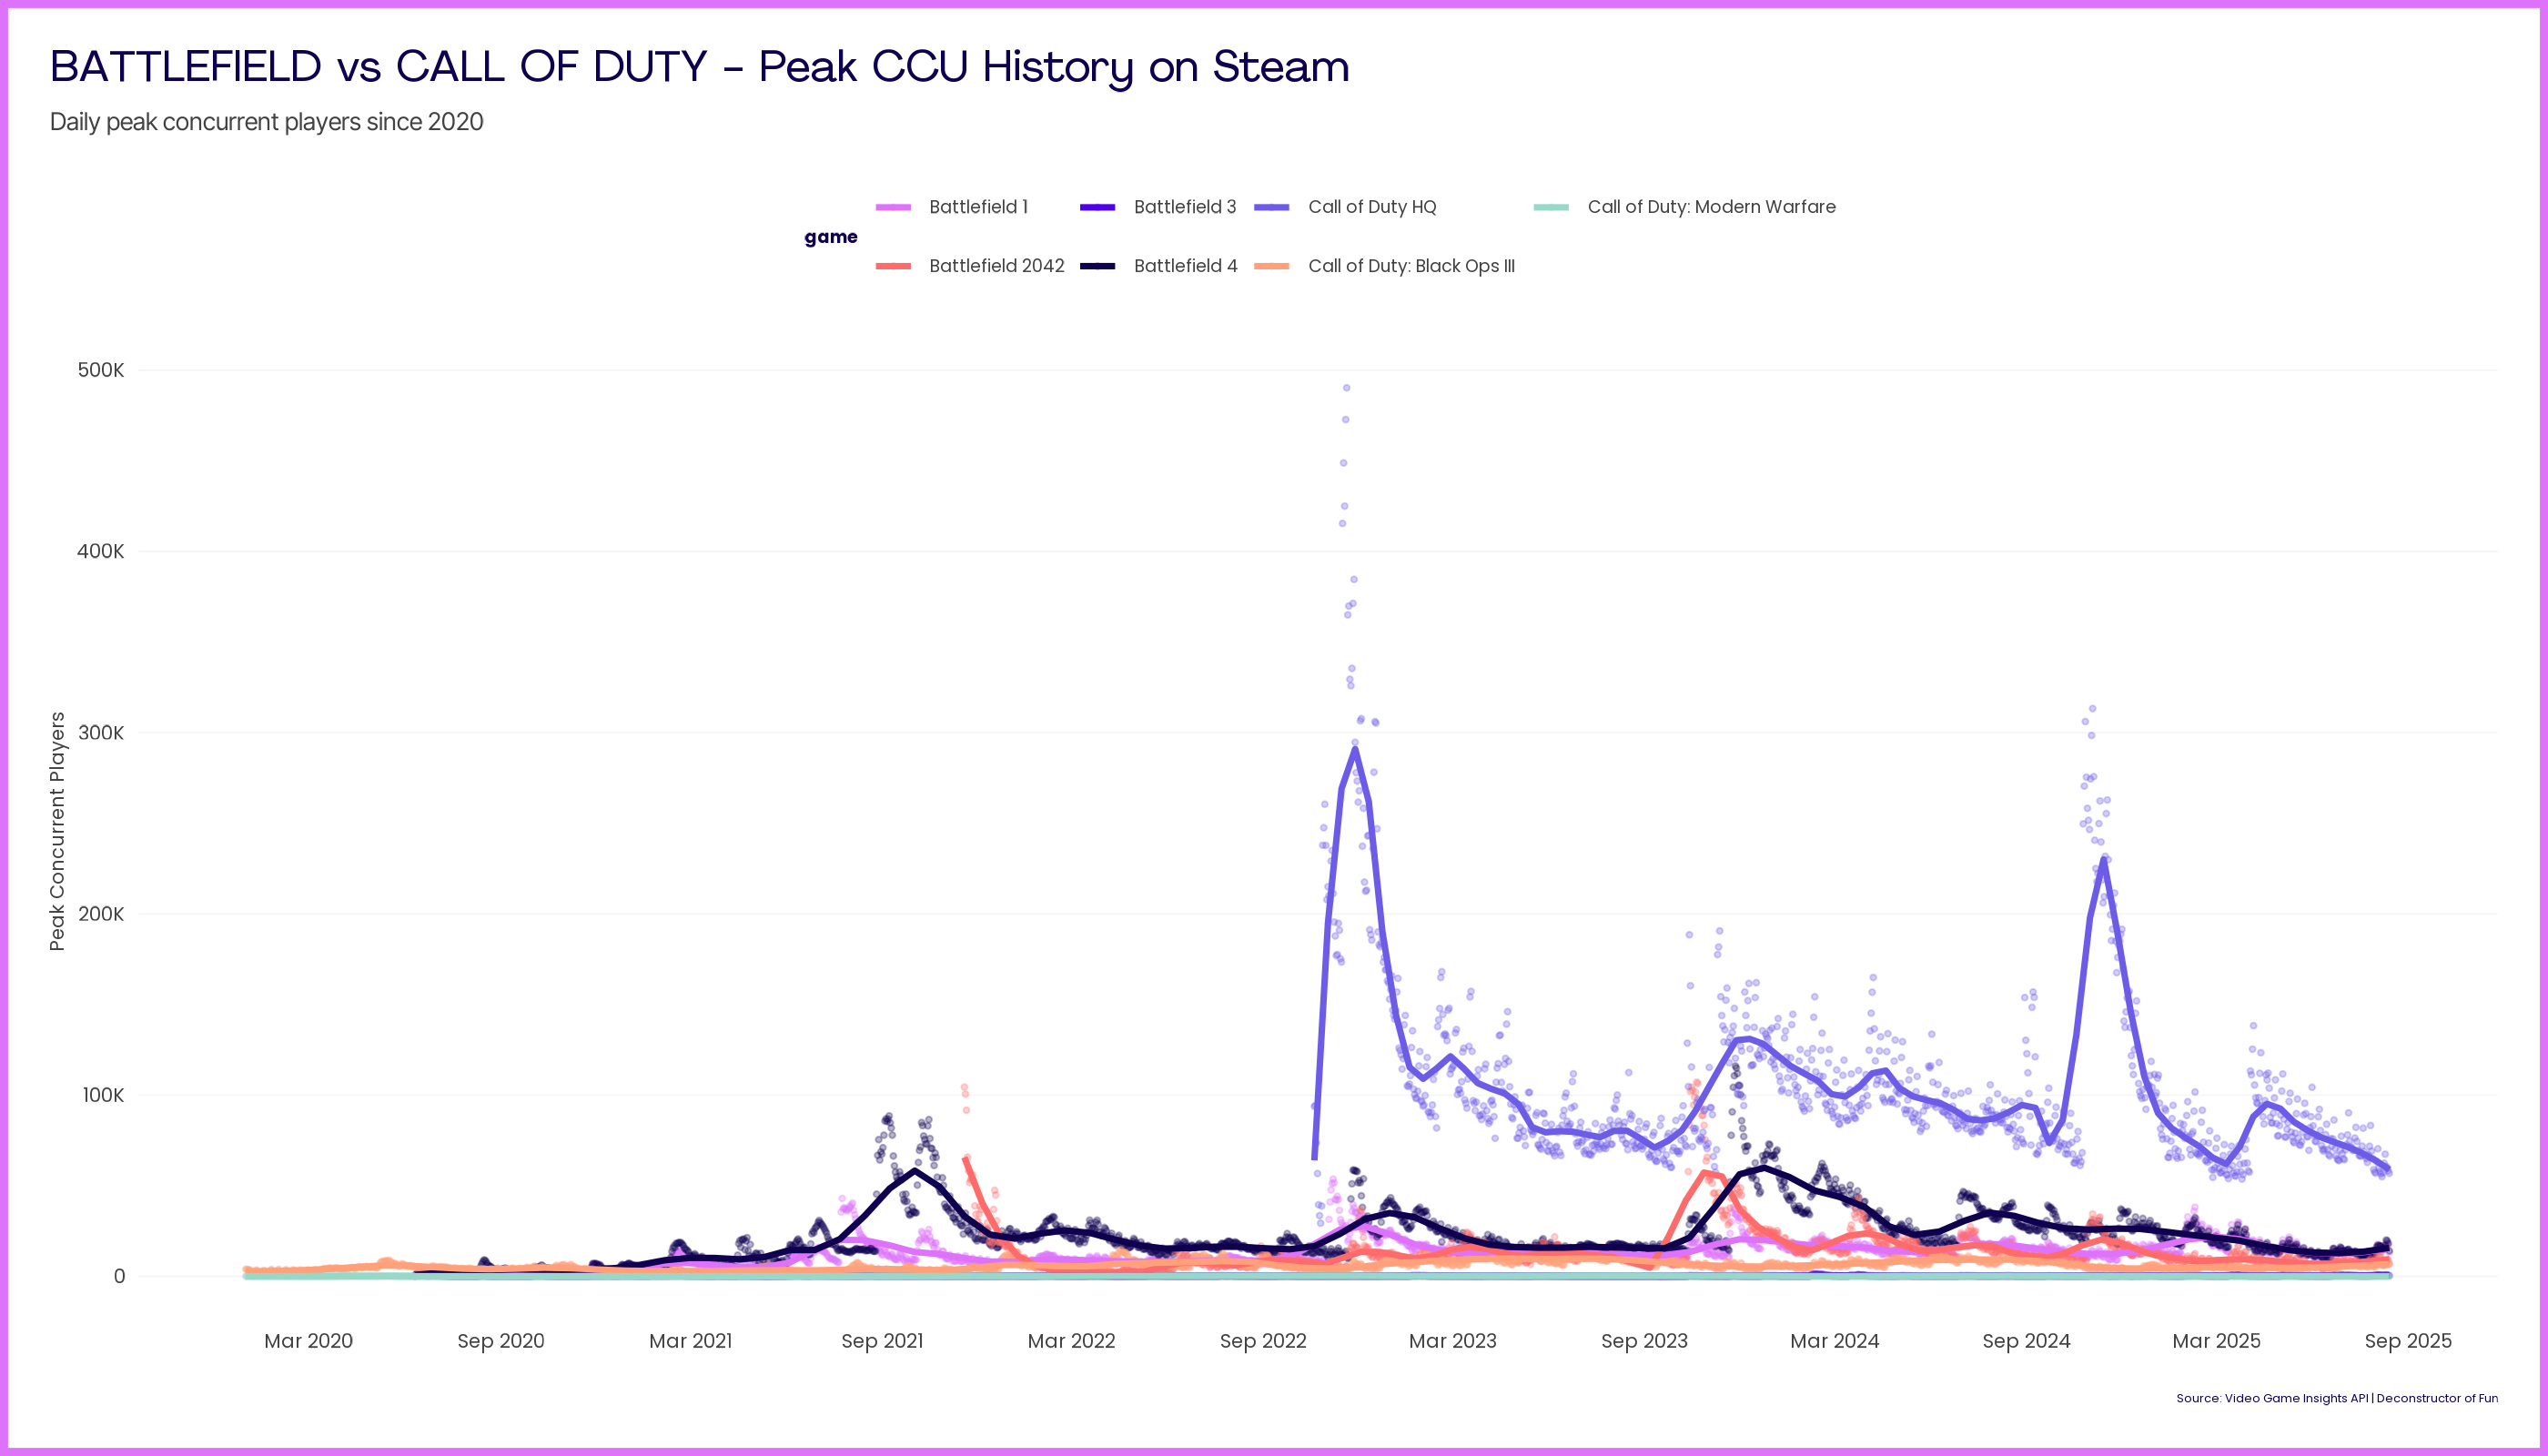 BATTLEFIELD vs CALL OF DUTY - Peak CCU History on Steam
Daily peak concurrent players since 2020
game
Battlefield 1
Battlefield 3
Call of Duty HQ
Call of Duty: Modern Warfare
Battlefield 2042
Battlefield 4
Call of Duty: Black Ops III
Peak Concurrent Players
500K
400K
300K
200K
100K
0
Mar 2020
Sep 2020
Mar 2021
Sep 2021
Mar 2022
Sep 2022
Mar 2023
Sep 2023
Mar 2024
Sep 2024
Mar 2025
Sep 2025
Source: Video Game Insights API | Deconstructor of Fun